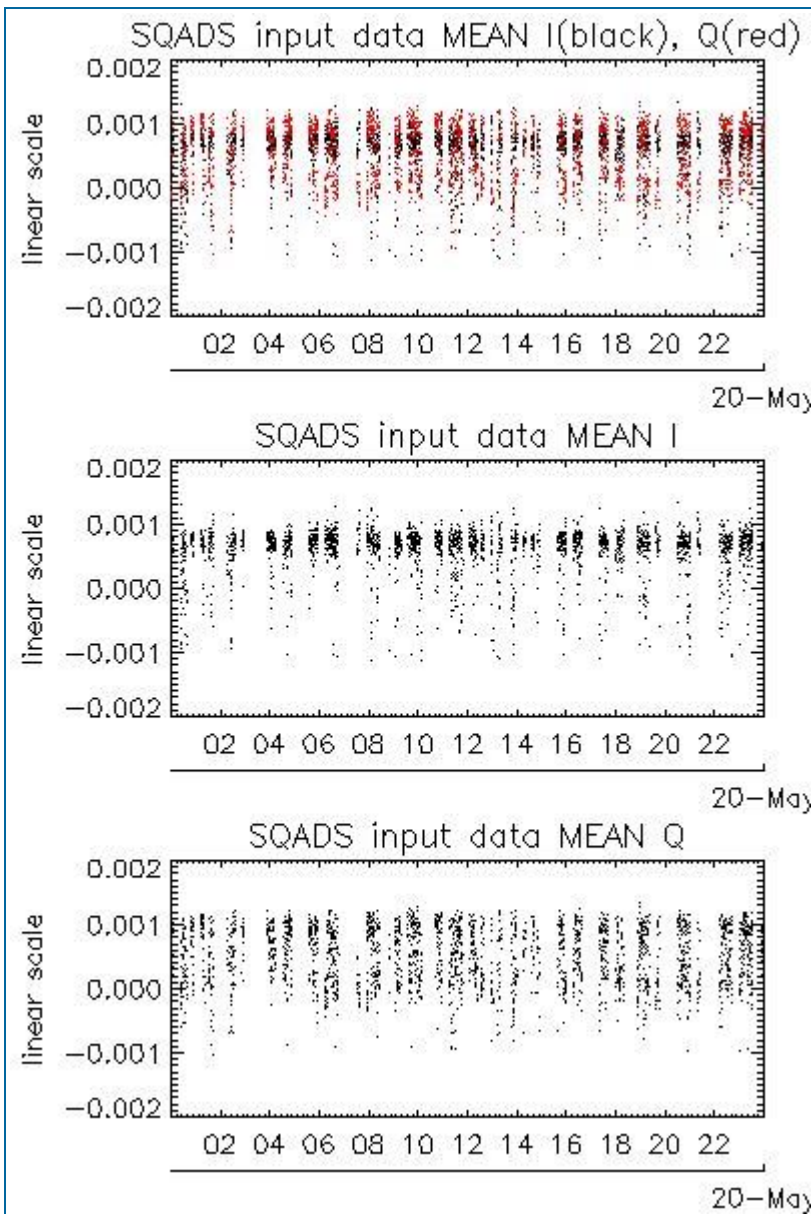 SQADS input data MEAN I(black), Q(red)
linear scale
0.002
0.001
0.000
-0.001
-0.002
02 04 06 08 10 12 14 16 18 20 22
20-May
SQADS input data MEAN I
linear scale
0.002
0.001
0.000
-0.001
-0.002
02 04 06 08 10 12 14 16 18 20 22
20-May
SQADS input data MEAN Q
linear scale
0.002
0.001
0.000
-0.001
-0.002
02 04 06 08 10 12 14 16 18 20 22
20-May